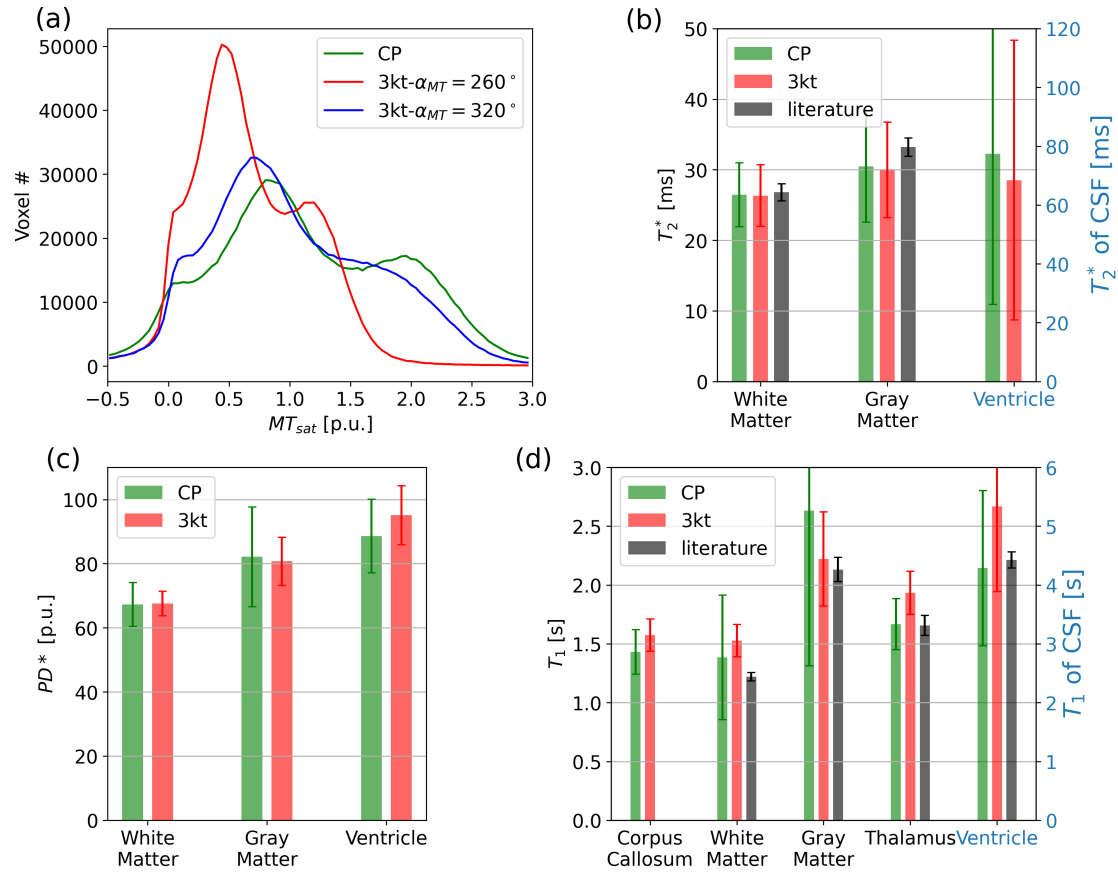 (a)
50000
40000
30000
20000
10000
0
Voxel #
CP
3kt-α_MT = 260°
3kt-α_MT = 320°
−0.5 0.0 0.5 1.0 1.5 2.0 2.5 3.0
MT_sat [p.u.]
(b)
50
40
30
20
10
0
T₂* [ms]
CP
3kt
literature
120
100
80
60
40
20
0
T₂* of CSF [ms]
White Matter
Gray Matter
Ventricle
(c)
100
80
60
40
20
0
PD* [p.u.]
CP
3kt
White Matter
Gray Matter
Ventricle
(d)
3.0
2.5
2.0
1.5
1.0
0.5
0.0
T₁ [s]
CP
3kt
literature
6
5
4
3
2
1
0
T₁ of CSF [s]
Corpus Callosum
White Matter
Gray Matter
Thalamus
Ventricle